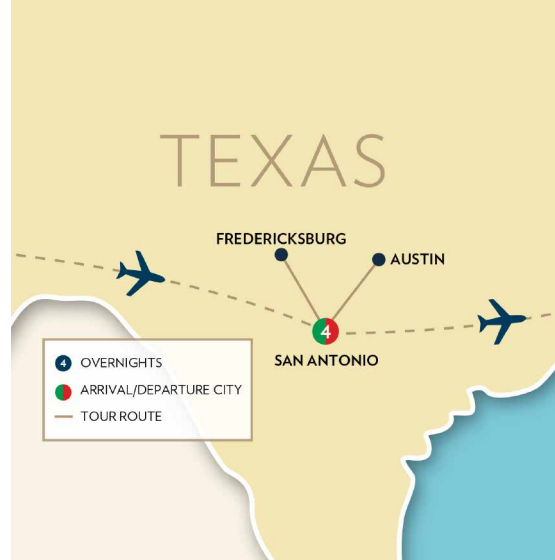 TEXAS
FREDERICKSBURG
AUSTIN
4
SAN ANTONIO
4 OVERNIGHTS
ARRIVAL/DEPARTURE CITY
TOUR ROUTE